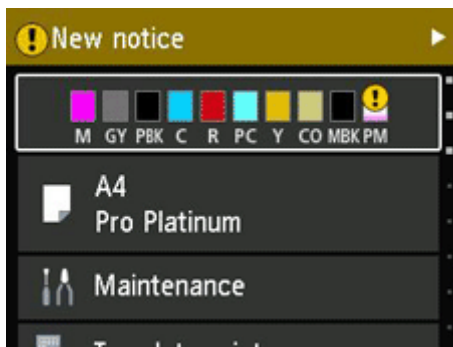 New notice
M GY PBK C R PC Y CO MBK PM
A4
Pro Platinum
Maintenance